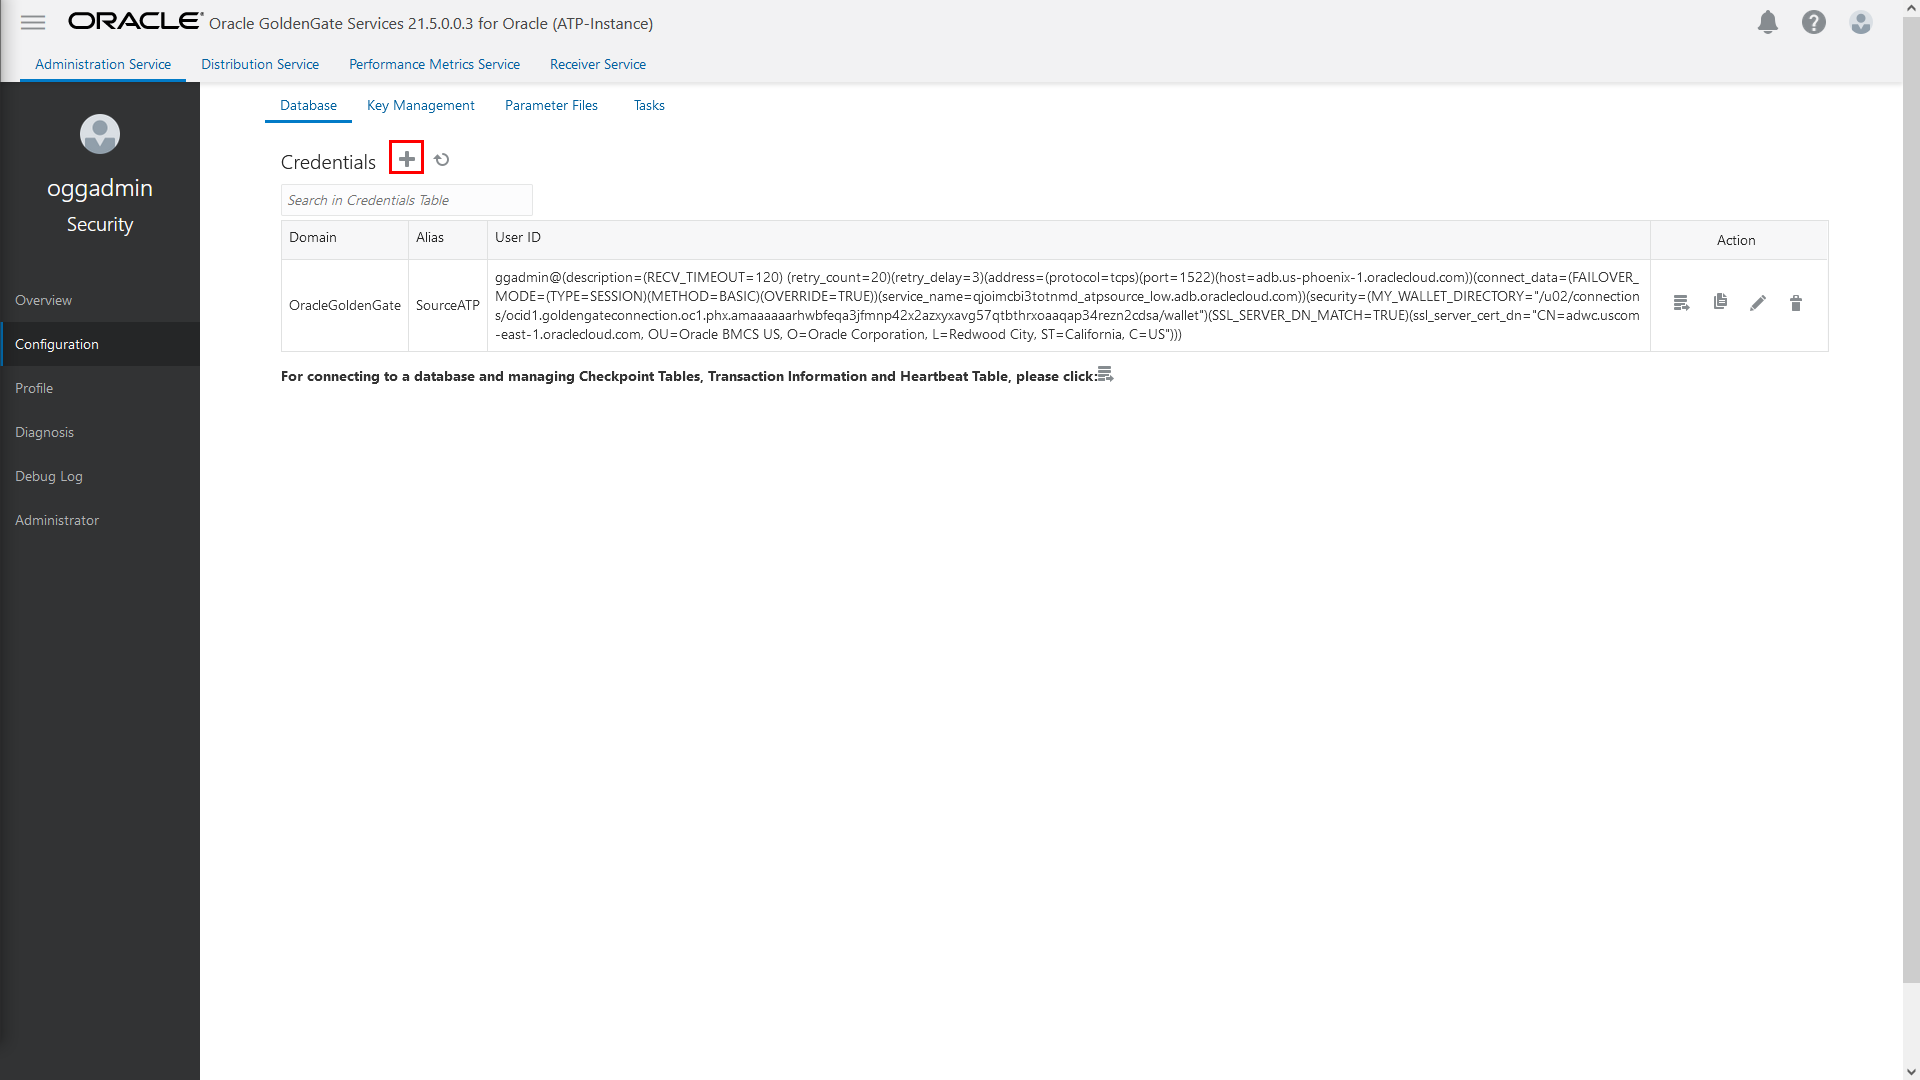 ORACLE Oracle GoldenGate Services 21.5.0.0.3 for Oracle (ATP-Instance)
Administration Service Distribution Service Performance Metrics Service Receiver Service
oggadmin
Security
Overview
Configuration
Profile
Diagnosis
Debug Log
Administrator
Database Key Management Parameter Files Tasks
Credentials
Search in Credentials Table
Domain Alias User ID Action
OracleGoldenGate SourceATP
ggadmin@(description=(RECV_TIMEOUT=120) (retry_count=20)(retry_delay=3)(address=(protocol=tcps)(port=1522)(host=adb.us-phoenix-1.oraclecloud.com))(connect_data=(FAILOVER_
MODE=(TYPE=SESSION)(METHOD=BASIC)(OVERRIDE=TRUE))(service_name=qjoimcbi3totnmd_atpsource_low.adb.oraclecloud.com))(security=(MY_WALLET_DIRECTORY="/u02/connection
s/ocid1.goldengateconnection.oc1.phx.amaaaaaarhwbfeqa3jfmnp42x2azxyxavg57qtbthrxoaaqap34rezn2cdsa/wallet")(SSL_SERVER_DN_MATCH=TRUE)(ssl_server_cert_dn="CN=adwc.uscom
-east-1.oraclecloud.com, OU=Oracle BMCS US, O=Oracle Corporation, L=Redwood City, ST=California, C=US")))
For connecting to a database and managing Checkpoint Tables, Transaction Information and Heartbeat Table, please click: